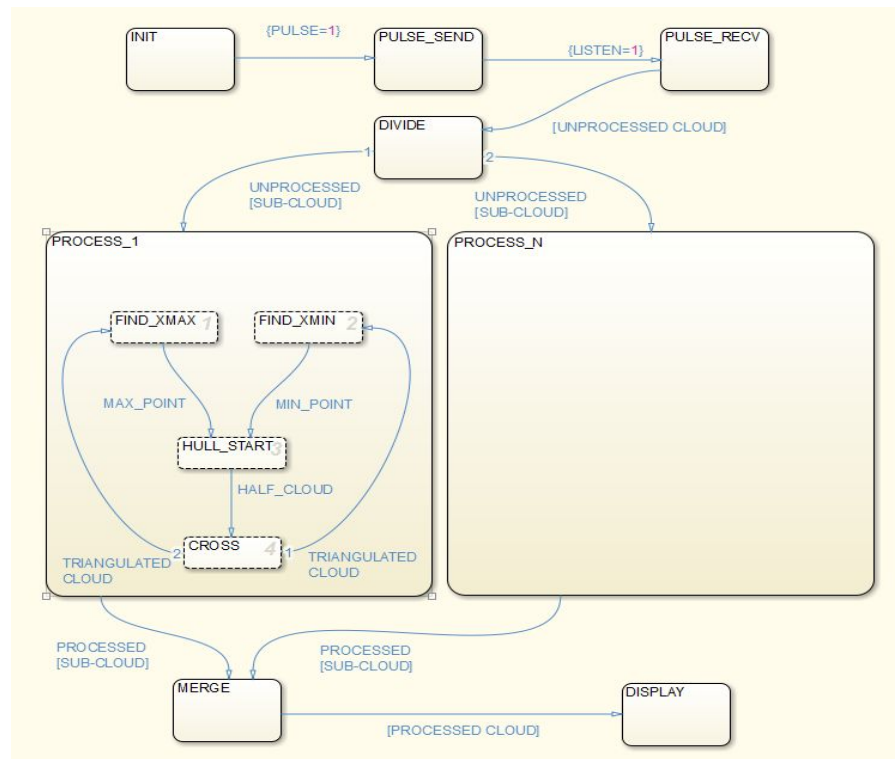 INIT
{PULSE=1}
PULSE_SEND
{LISTEN=1}
PULSE_RECV
[UNPROCESSED CLOUD]
DIVIDE
1
2
UNPROCESSED
[SUB-CLOUD]
UNPROCESSED
[SUB-CLOUD]
PROCESS_1
PROCESS_N
FIND_XMAX 1
FIND_XMIN 2
MAX_POINT
MIN_POINT
HULL_START 3
HALF_CLOUD
CROSS 4
2
1
TRIANGULATED
CLOUD
TRIANGULATED
CLOUD
PROCESSED
[SUB-CLOUD]
PROCESSED
[SUB-CLOUD]
MERGE
DISPLAY
[PROCESSED CLOUD]